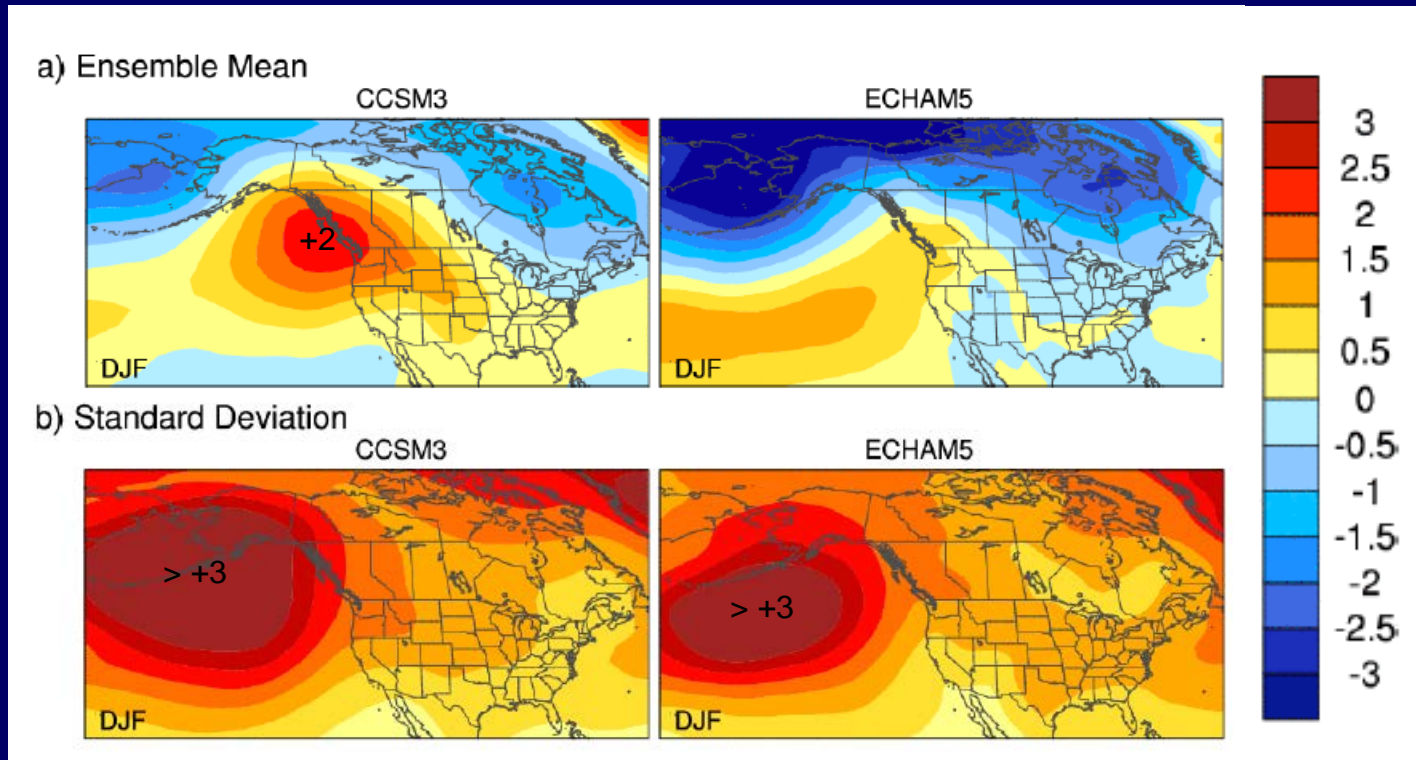 a) Ensemble Mean
CCSM3
ECHAM5
+2
DJF
DJF
b) Standard Deviation
CCSM3
ECHAM5
> +3
> +3
DJF
DJF
3
2.5
2
1.5
1
0.5
0
-0.5
-1
-1.5
-2
-2.5
-3